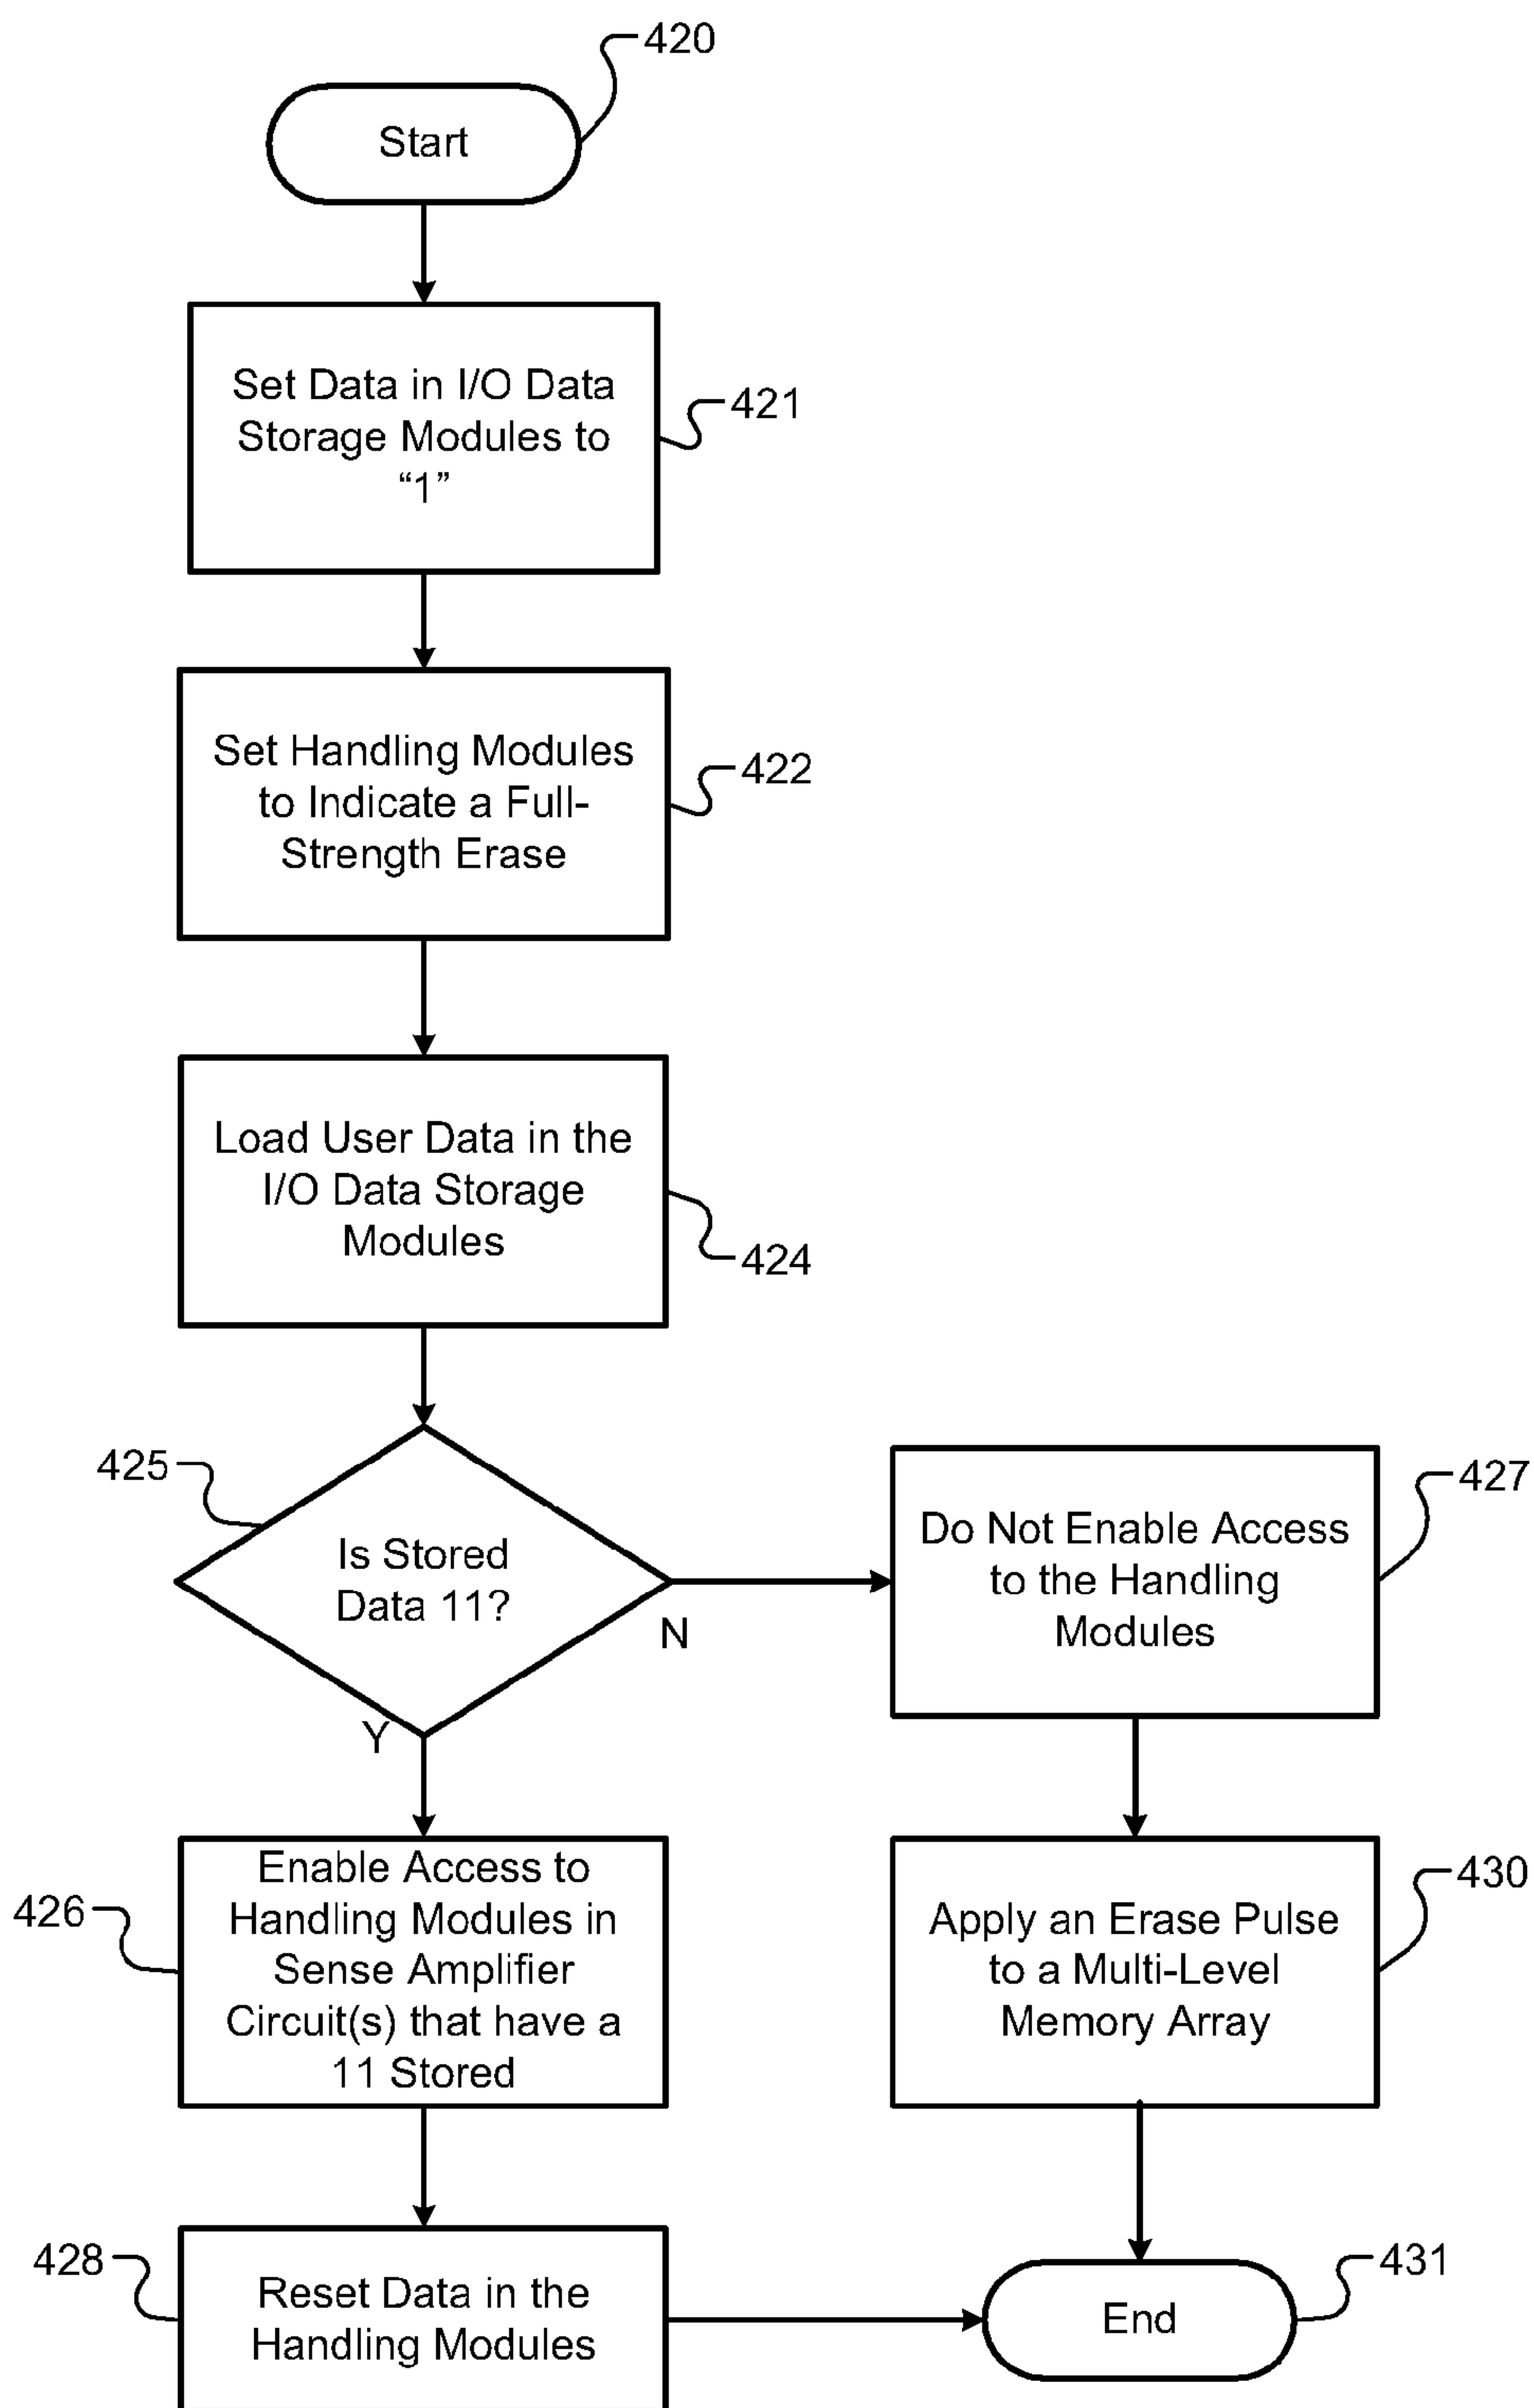 420
Start
Set Data in I/O Data
Storage Modules to
“1”
421
Set Handling Modules
to Indicate a Full-
Strength Erase
422
Load User Data in the
I/O Data Storage
Modules
424
425
Is Stored
Data 11?
N
Y
427
Do Not Enable Access
to the Handling
Modules
426
Enable Access to
Handling Modules in
Sense Amplifier
Circuit(s) that have a
11 Stored
430
Apply an Erase Pulse
to a Multi-Level
Memory Array
428
Reset Data in the
Handling Modules
431
End